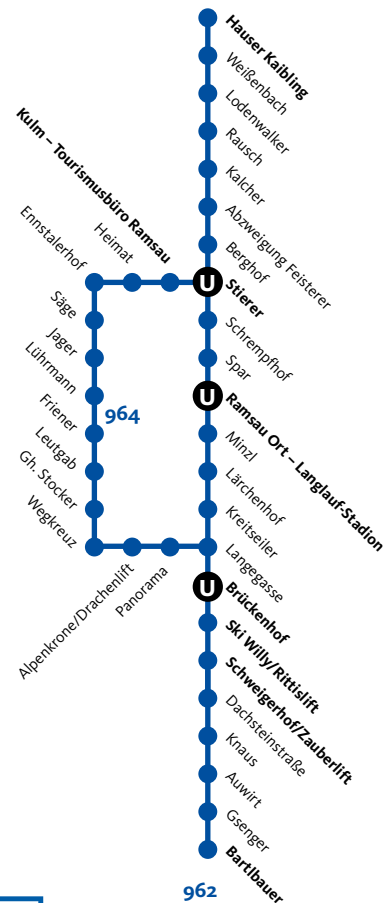 Hauser Kaibling
Weißenbach
Lodenwalker
Rausch
Kalcher
Abzweigung Feisterer
Berghof
Kulm – Tourismusbüro Ramsau
Heimat
Ennstalerhof
U
Stierer
Säge
Jager
Lührmann
Friener
Leutgab
Gh. Stocker
Wegkreuz
964
Schrempfhof
Spar
U
Ramsau Ort – Langlauf-Stadion
Minzl
Lärchenhof
Kreitseiler
Langegasse
Alpenkrone/Drachenlift
Panorama
U
Brückenhof
Ski Willy/Rittislift
Schweigerhof/Zauberlift
Dachsteinstraße
Knaus
Auwirt
Gsenger
Bartlbauer
962